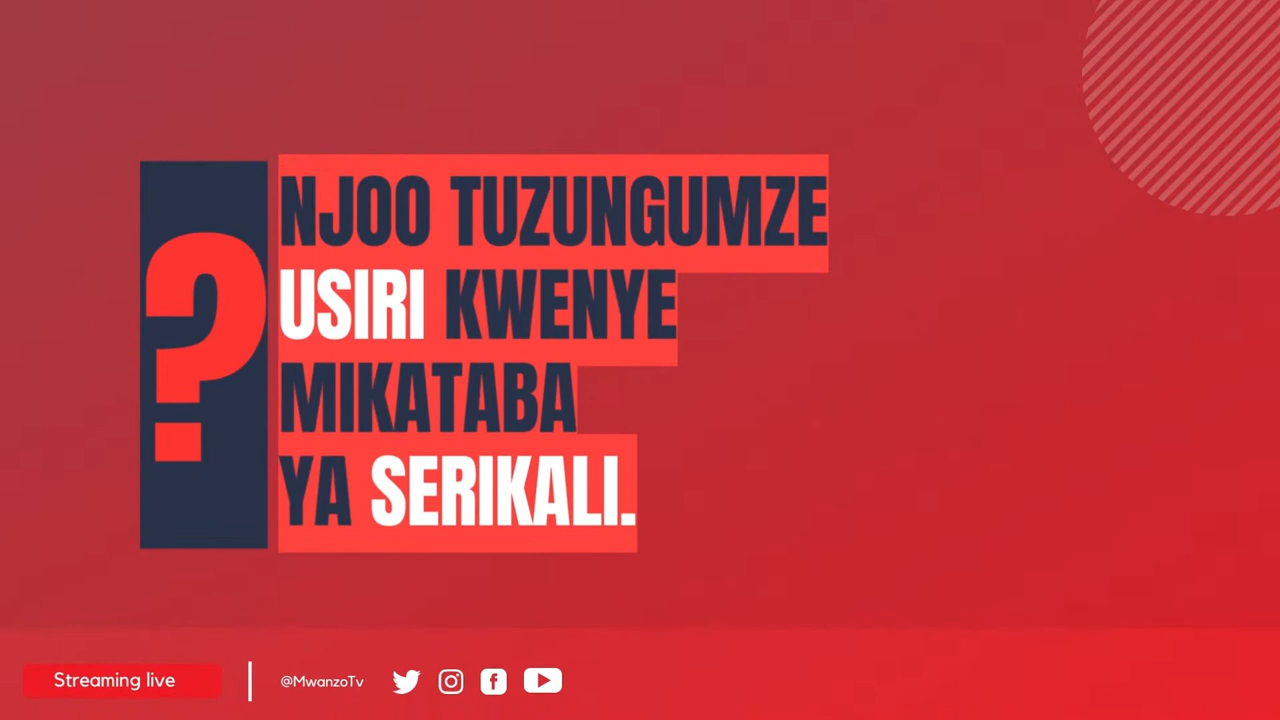 ?
NJOO TUZUNGUMZE
USIRI KWENYE
MIKATABA
YA SERIKALI.
Streaming live
@MwanzoTv